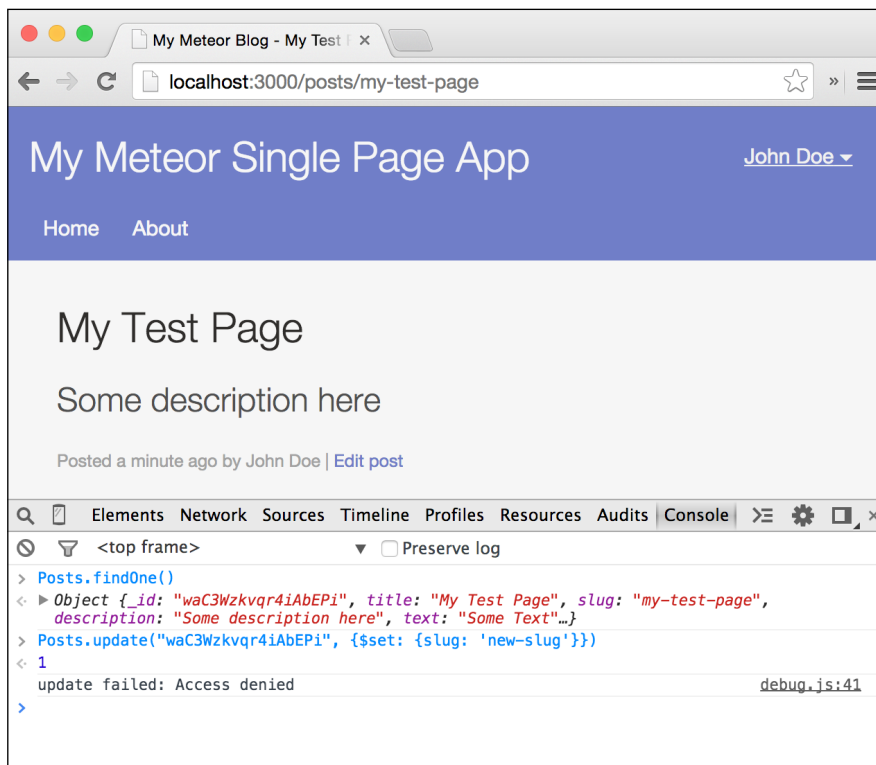 My Meteor Blog - My Test
localhost:3000/posts/my-test-page
»
My Meteor Single Page App
John Doe
Home About
My Test Page
Some description here
Posted a minute ago by John Doe | Edit post
Elements Network Sources Timeline Profiles Resources Audits Console
<top frame> Preserve log
> Posts.findOne()
Object {_id: "waC3Wzkvqr4iAbEPi", title: "My Test Page", slug: "my-test-page",
description: "Some description here", text: "Some Text"…}
> Posts.update("waC3Wzkvqr4iAbEPi", {$set: {slug: 'new-slug'}})
1
update failed: Access denied debug.js:41
>